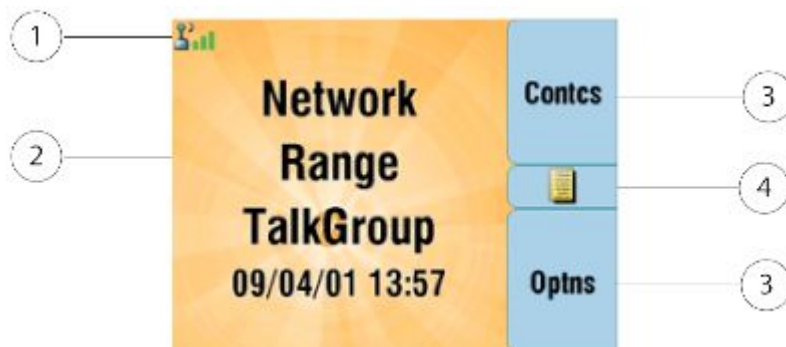 1
Contcs
3
Network
2
Range
4
TalkGroup
09/04/01 13:57
Optns
3